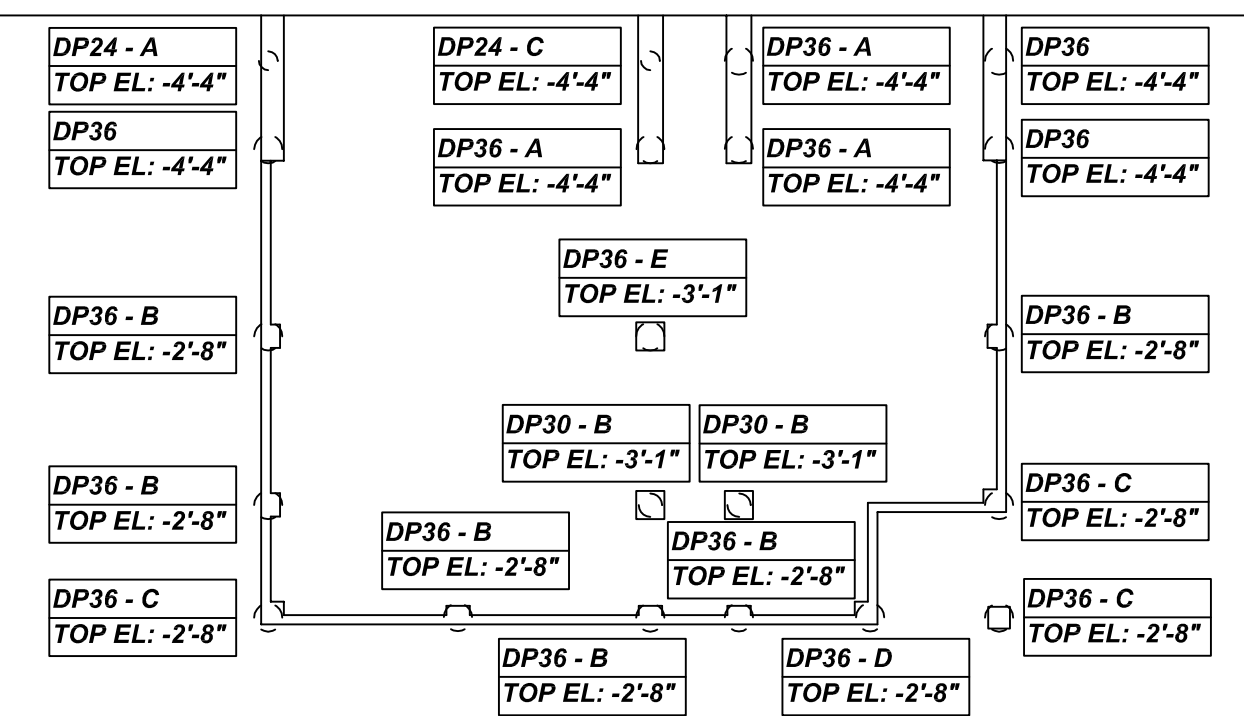 DP24 - A
TOP EL: -4'-4"
DP24 - C
TOP EL: -4'-4"
DP36 - A
TOP EL: -4'-4"
DP36
TOP EL: -4'-4"
DP36
TOP EL: -4'-4"
DP36 - A
TOP EL: -4'-4"
DP36 - A
TOP EL: -4'-4"
DP36
TOP EL: -4'-4"
DP36 - E
TOP EL: -3'-1"
DP36 - B
TOP EL: -2'-8"
DP36 - B
TOP EL: -2'-8"
DP30 - B
TOP EL: -3'-1"
DP30 - B
TOP EL: -3'-1"
DP36 - B
TOP EL: -2'-8"
DP36 - C
TOP EL: -2'-8"
DP36 - B
TOP EL: -2'-8"
DP36 - B
TOP EL: -2'-8"
DP36 - C
TOP EL: -2'-8"
DP36 - C
TOP EL: -2'-8"
DP36 - B
TOP EL: -2'-8"
DP36 - D
TOP EL: -2'-8"